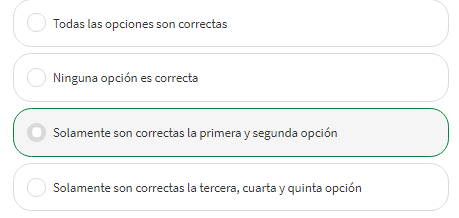 Todas las opciones son correctas
Ninguna opción es correcta
Solamente son correctas la primera y segunda opción
Solamente son correctas la tercera, cuarta y quinta opción